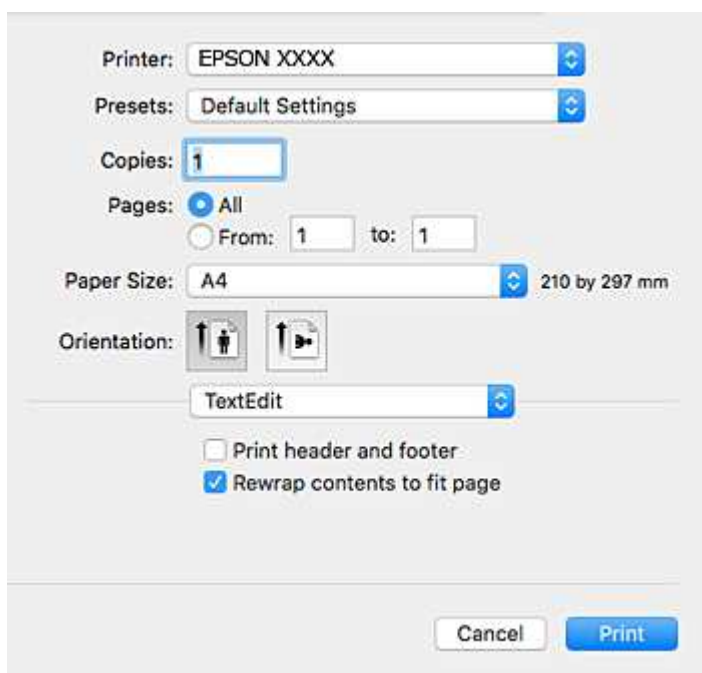 Printer: EPSON XXXX
Presets: Default Settings
Copies: 1
Pages: All
From: 1 to: 1
Paper Size: A4 210 by 297 mm
Orientation:
TextEdit
Print header and footer
Rewrap contents to fit page
Cancel Print